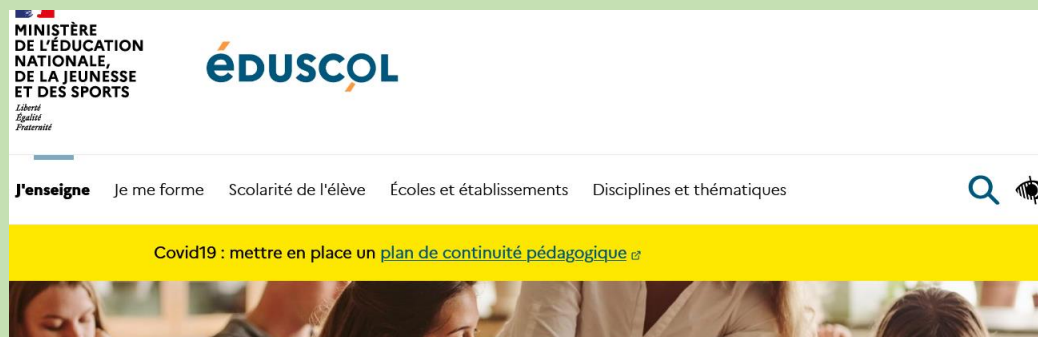 MINISTÈRE
DE L'ÉDUCATION
NATIONALE,
DE LA JEUNESSE
ET DES SPORTS
Liberté
Égalité
Fraternité
éDUSCOL
J'enseigne Je me forme Scolarité de l'élève Écoles et établissements Disciplines et thématiques
Covid19 : mettre en place un plan de continuité pédagogique